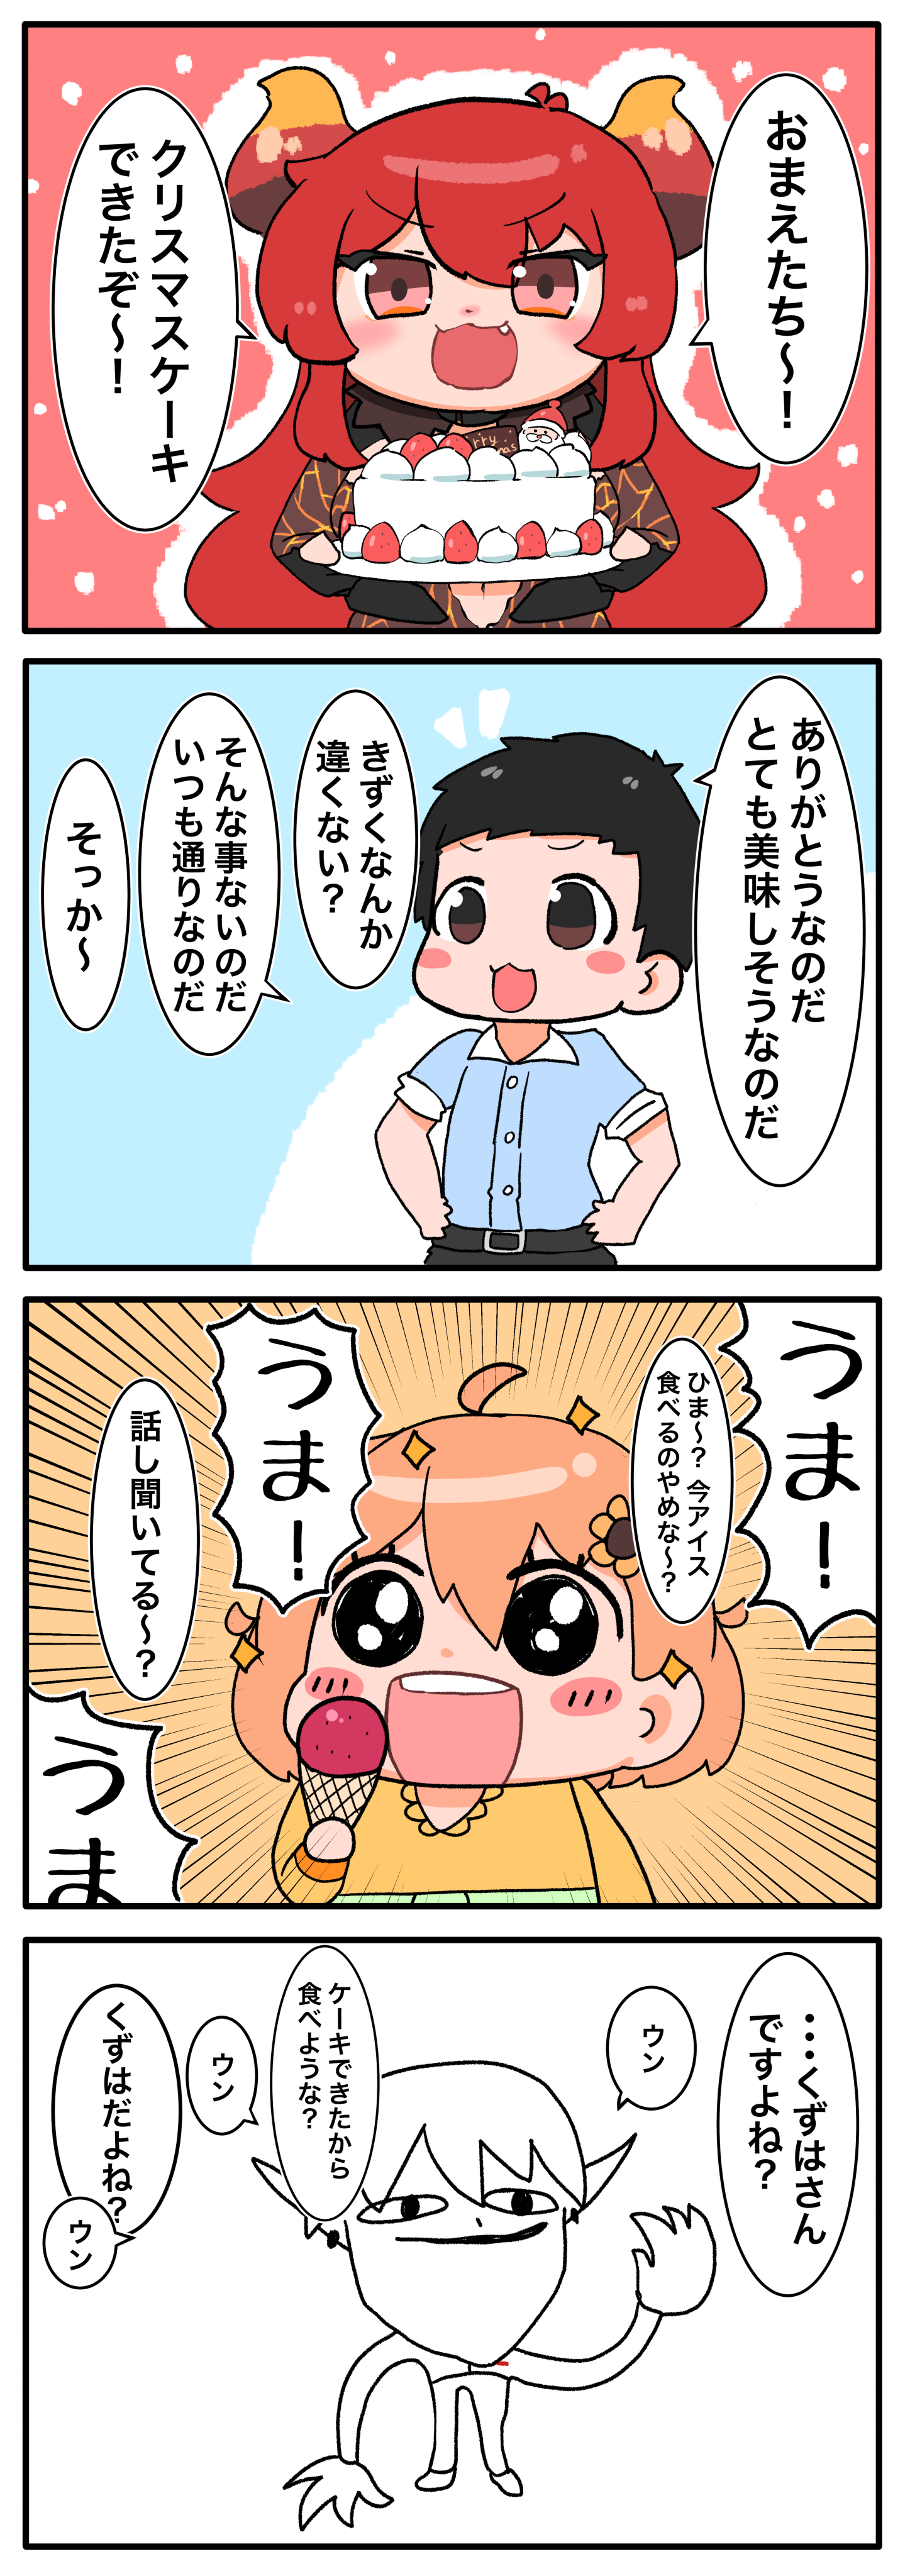 おまえたち〜！
クリスマスケーキ
できたぞ〜！
ありがとうなのだ
とても美味しそうなのだ
きずくなんか
違くない？
そんな事ないのだ
いつも通りなのだ
そっか〜
うま！
ひま〜？今アイス
食べるのやめな〜？
うま！
話し聞いてる〜？
うま
…くずはさん
ですよね？
ウン
ケーキできたから
食べような？
ウン
くずはだよね？
ウン